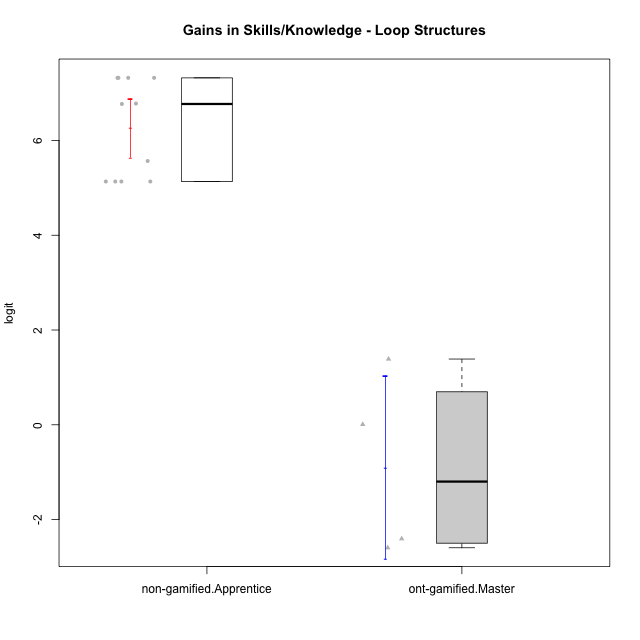 Gains in Skills/Knowledge - Loop Structures
6
4
2
0
-2
logit
non-gamified.Apprentice
ont-gamified.Master